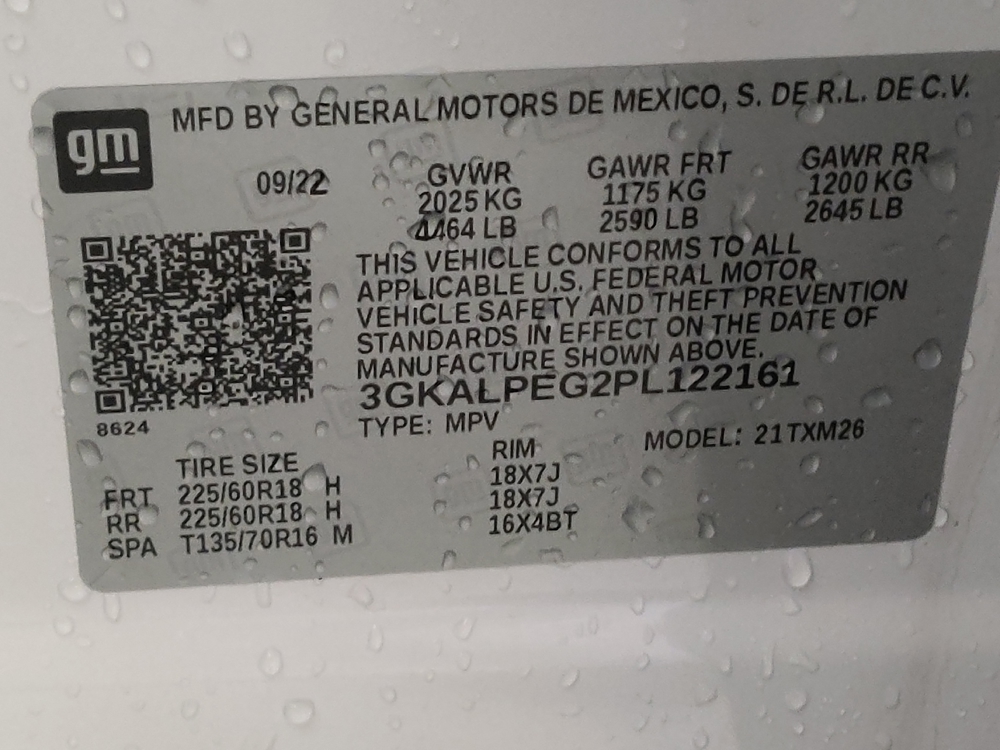 gm
MFD BY GENERAL MOTORS DE MEXICO, S. DE R.L. DE C.V.
09/22 GVWR GAWR FRT GAWR RR
2025 KG 1175 KG 1200 KG
4464 LB 2590 LB 2645 LB
THIS VEHICLE CONFORMS TO ALL
APPLICABLE U.S. FEDERAL MOTOR
VEHICLE SAFETY AND THEFT PREVENTION
STANDARDS IN EFFECT ON THE DATE OF
MANUFACTURE SHOWN ABOVE.
3GKALPEG2PL122161
8624
TYPE: MPV
MODEL: 21TXM26
TIRE SIZE RIM
FRT 225/60R18 H 18X7J
RR 225/60R18 H 18X7J
SPA T135/70R16 M 16X4BT